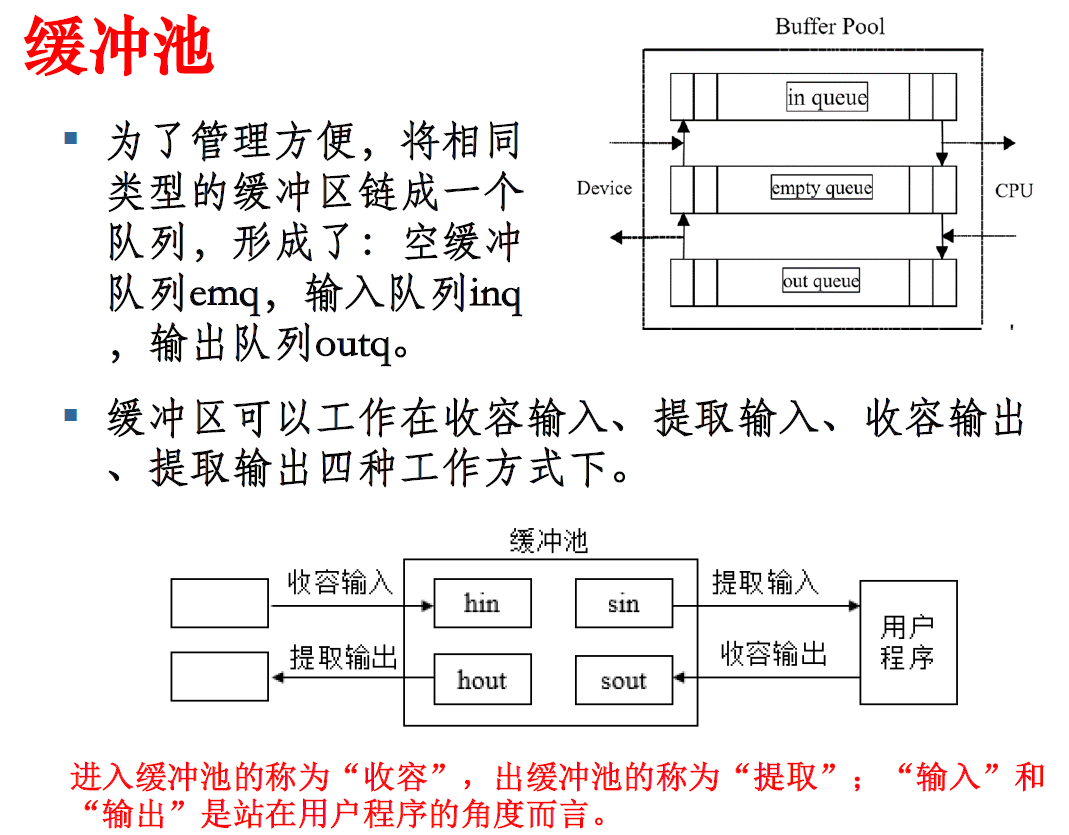 缓冲池
Buffer Pool
in queue
Device
empty queue
CPU
out queue
为了管理方便，将相同
类型的缓冲区链成一个
队列，形成了：空缓冲
队列emq，输入队列inq
，输出队列outq。
缓冲区可以工作在收容输入、提取输入、收容输出
、提取输出四种工作方式下。
缓冲池
收容输入
hin
sin
提取输入
用户
程序
提取输出
hout
sout
收容输出
进入缓冲池的称为“收容”，出缓冲池的称为“提取”；“输入”和
“输出”是站在用户程序的角度而言。